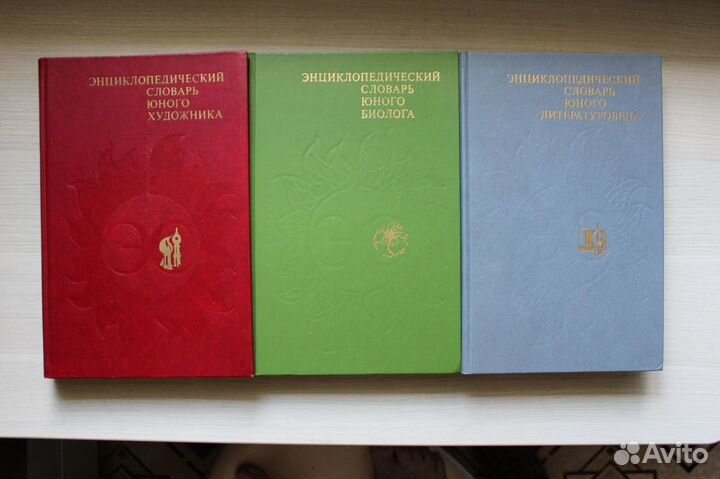 ЭНЦИКЛОПЕДИЧЕСКИЙ
СЛОВАРЬ
ЮНОГО
ХУДОЖНИКА
ЭНЦИКЛОПЕДИЧЕСКИЙ
СЛОВАРЬ
ЮНОГО
БИОЛОГА
ЭНЦИКЛОПЕДИЧЕСКИЙ
СЛОВАРЬ
ЮНОГО
ЛИТЕРАТУРОВЕДА
Avito